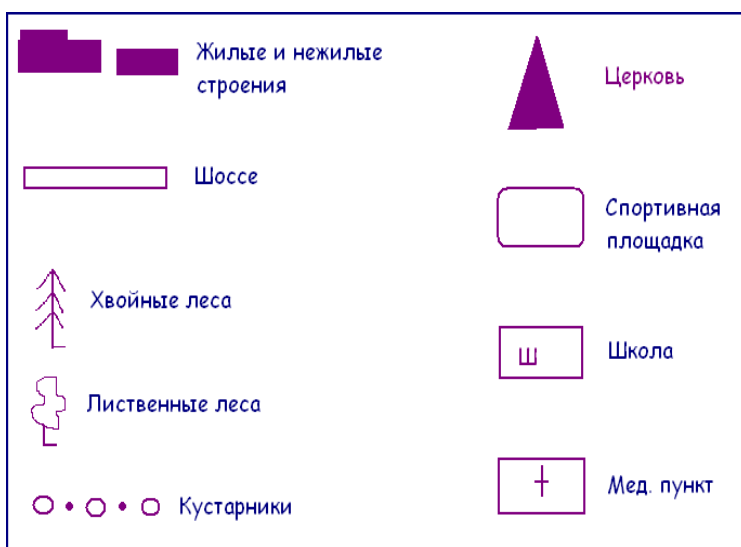 Жилые и нежилые
строения
Шоссе
Хвойные леса
Лиственные леса
Кустарники
Церковь
Спортивная
площадка
ш
Школа
Мед. пункт